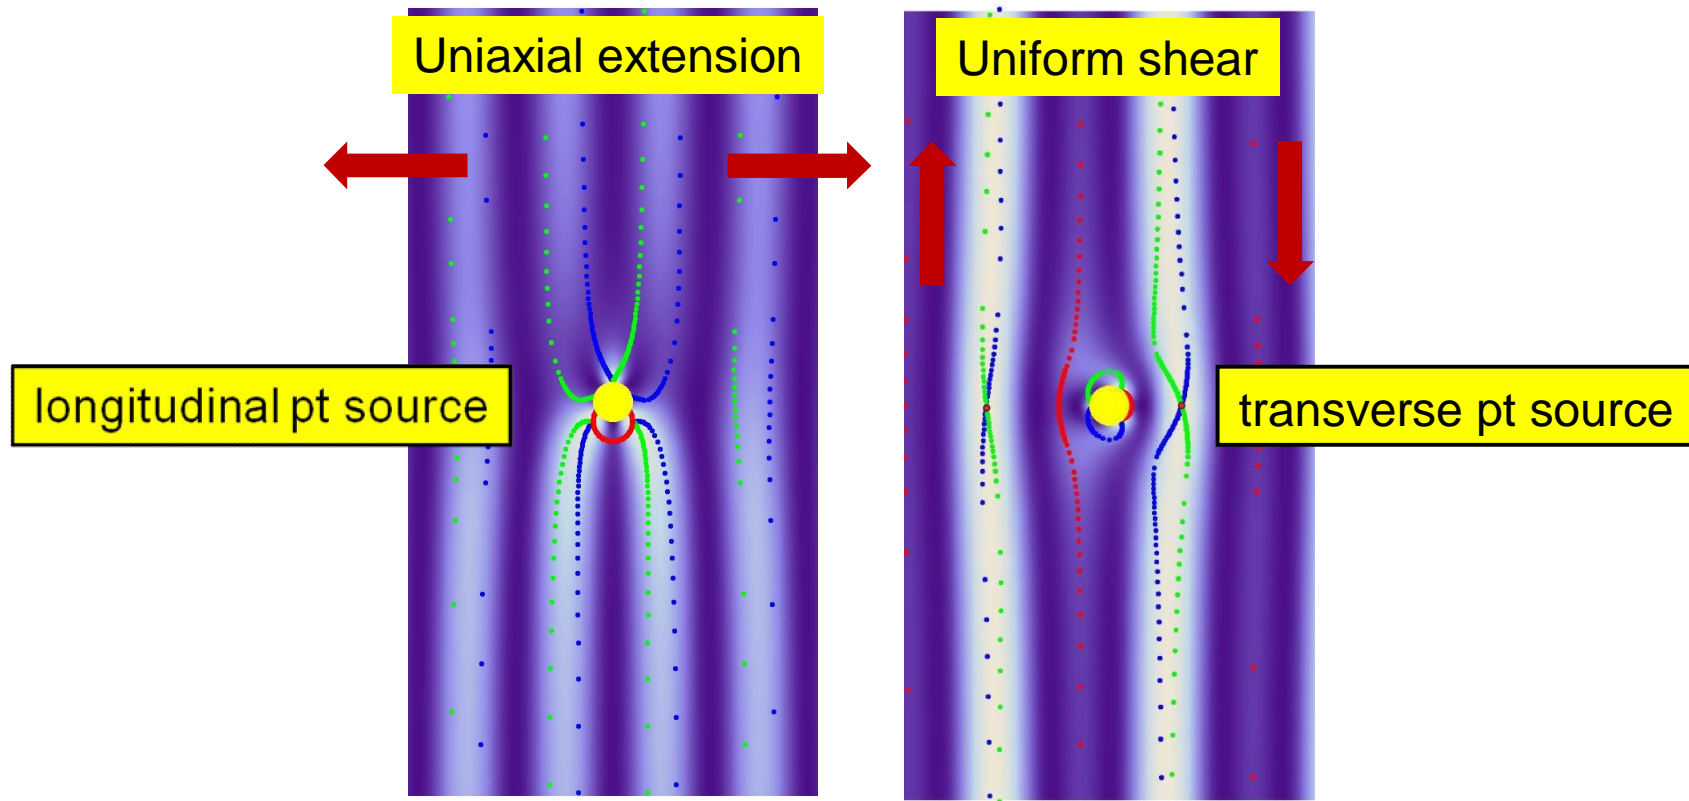 Uniaxial extension
Uniform shear
longitudinal pt source
transverse pt source